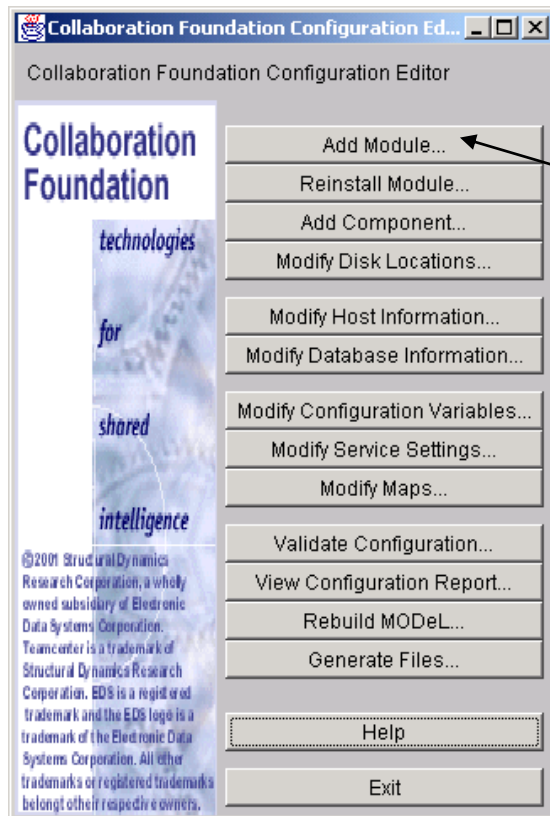 Collaboration Foundation Configuration Ed...
Collaboration Foundation Configuration Editor
Collaboration
Foundation
technologies
for
shared
intelligence
©2001 Structural Dynamics
Research Corporation, a wholly
owned subsidiary of Electronic
Data Systems Corporation.
Teamcenter is a trademark of
Structural Dynamics Research
Corporation. EDS is a registered
trademark and the EDS logo is a
trademark of the Electronic Data
Systems Corporation. All other
trademarks or registered trademarks
belong to their respective owners.
Add Module...
Reinstall Module...
Add Component...
Modify Disk Locations...
Modify Host Information...
Modify Database Information...
Modify Configuration Variables...
Modify Service Settings...
Modify Maps...
Validate Configuration...
View Configuration Report...
Rebuild MODeL...
Generate Files...
Help
Exit